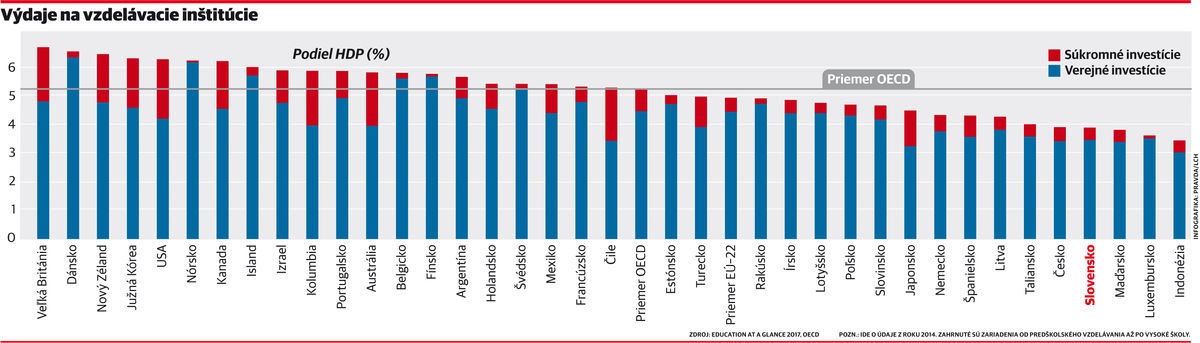 Výdaje na vzdelávacie inštitúcie
Podiel HDP (%)
Súkromné investície
Verejné investície
Priemer OECD
6
5
4
3
2
1
0
Veľká Británia
Dánsko
Nový Zéland
Južná Kórea
USA
Nórsko
Kanada
Island
Izrael
Kolumbia
Portugalsko
Austrália
Belgicko
Fínsko
Argentína
Holandsko
Švédsko
Mexiko
Francúzsko
Čile
Priemer OECD
Estónsko
Turecko
Priemer EÚ–22
Rakúsko
Írsko
Lotyšsko
Poľsko
Slovinsko
Japonsko
Nemecko
Španielsko
Litva
Taliansko
Česko
Slovensko
Maďarsko
Luxembursko
Indonézia
INFOGRAFIKA: PRAVDA/LCH
ZDROJ: EDUCATION AT A GLANCE 2017, OECD
POZN.: IDE O ÚDAJE Z ROKU 2014. ZAHRNUTÉ SÚ ZARIADENIA OD PREDŠKOLSKÉHO VZDELÁVANIA AŽ PO VYSOKÉ ŠKOLY.